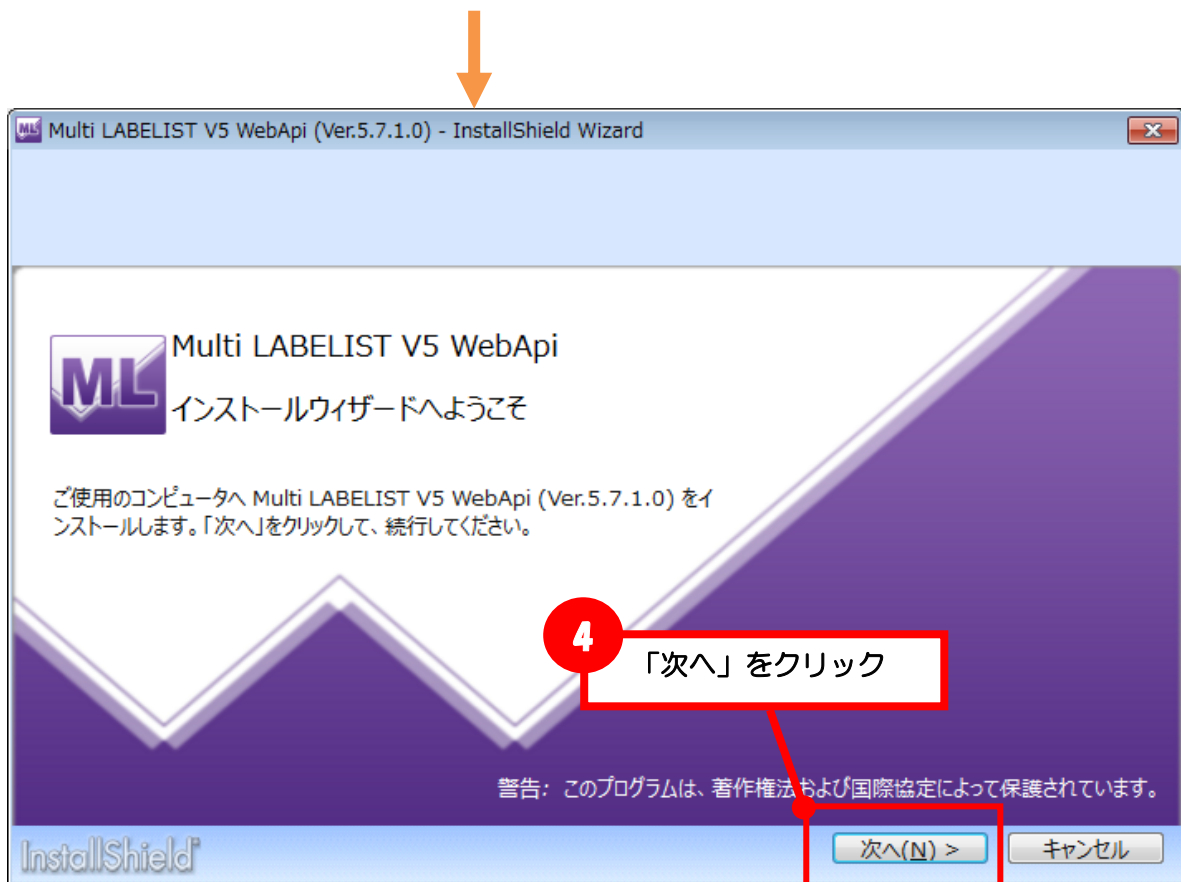 Multi LABELIST V5 WebApi (Ver.5.7.1.0) - InstallShield Wizard
ML
Multi LABELIST V5 WebApi
インストールウィザードへようこそ
ご使用のコンピュータへ Multi LABELIST V5 WebApi (Ver.5.7.1.0) をイ
ンストールします。「次へ」をクリックして、続行してください。
4
「次へ」をクリック
警告: このプログラムは、著作権法および国際協定によって保護されています。
InstallShield
次へ(N) >
キャンセル